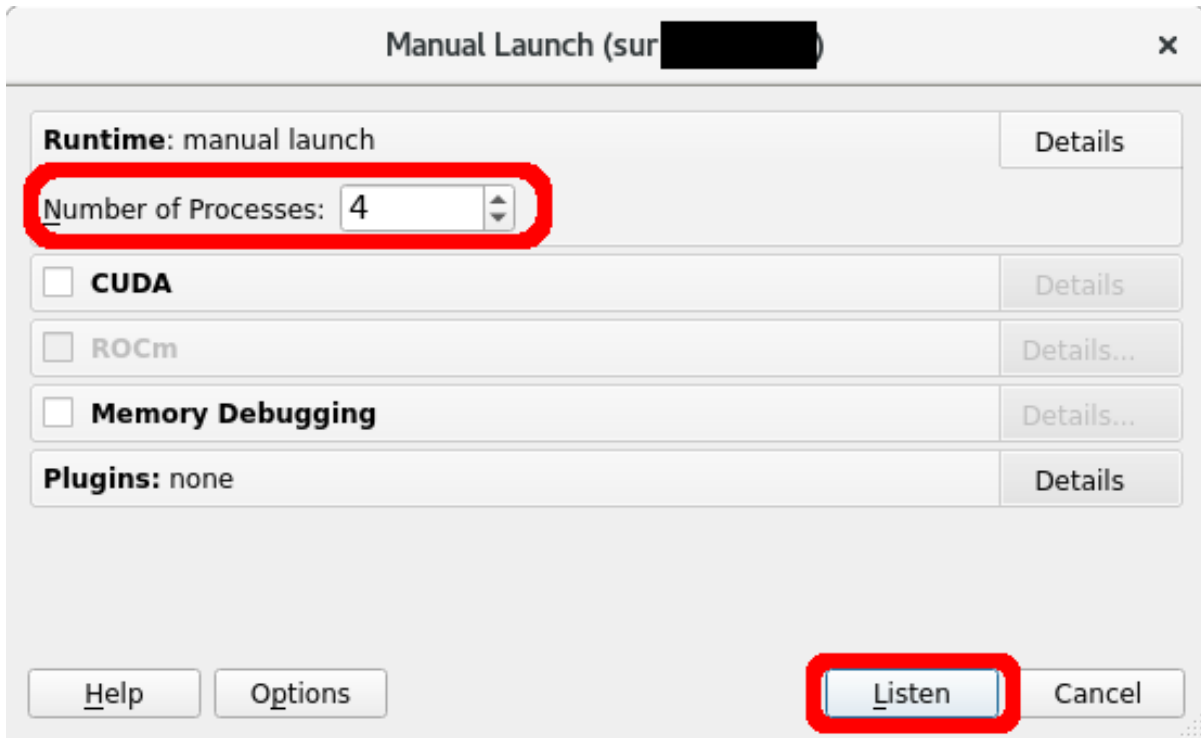 Manual Launch (sur )
Runtime: manual launch Details
Number of Processes: 4
CUDA Details
ROCm Details...
Memory Debugging Details...
Plugins: none Details
Help Options Listen Cancel